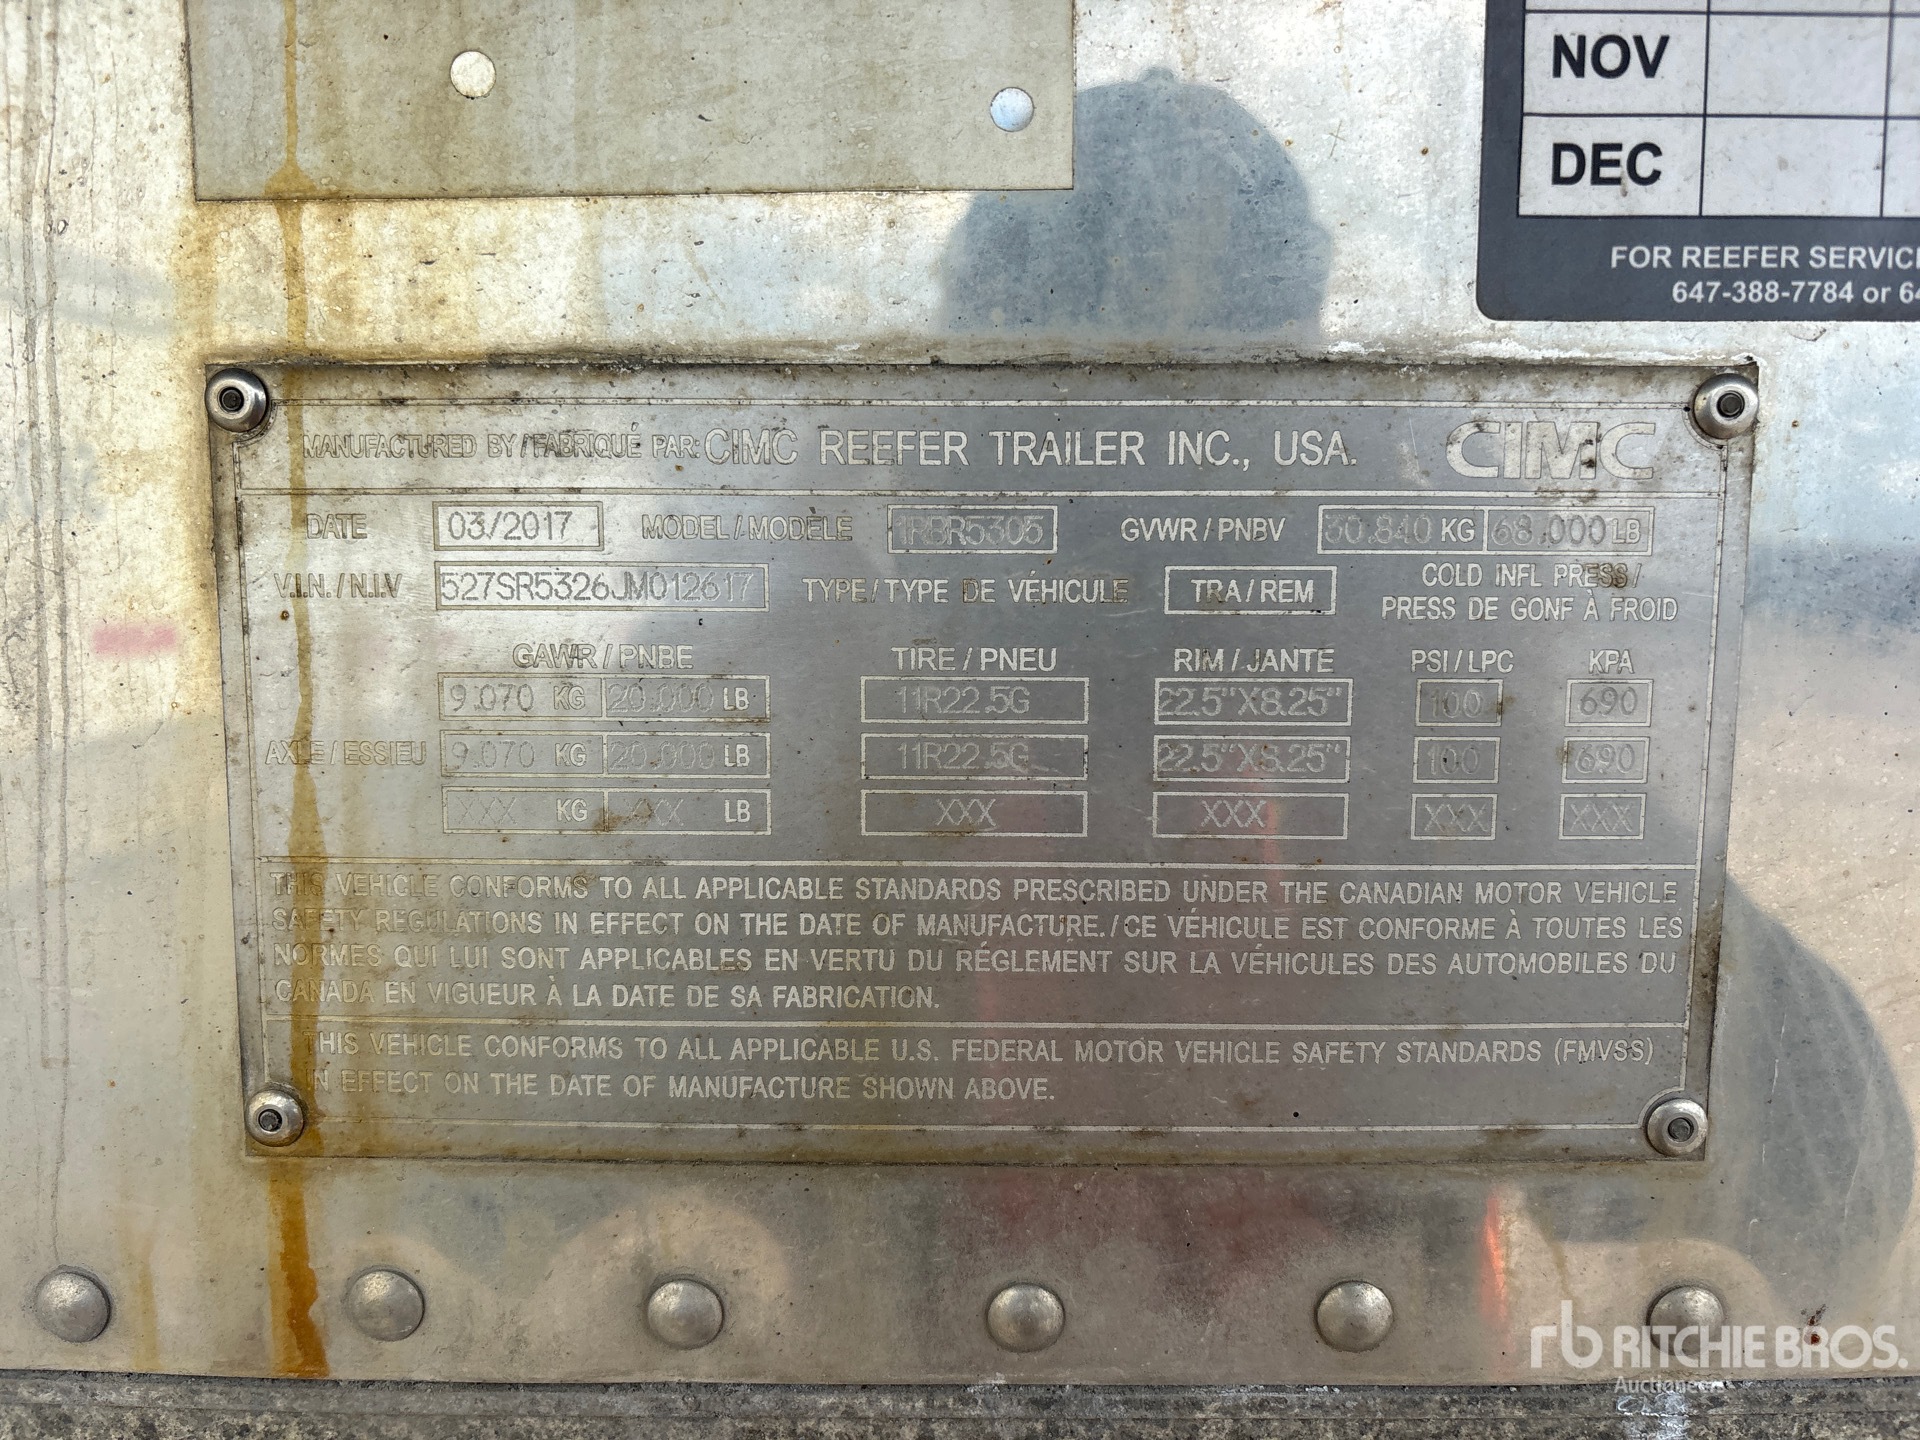 NOV
DEC
FOR REEFER
647-388-7784 or
MANUFACTURED BY / FABRIQUÉ PAR: CIMC REEFER TRAILER INC., USA. CIMC
DATE 03/2017 MODEL / MODÈLE 1RBR5305 GVWR / PNBV 30.840 KG 68.000 LB
V.I.N. / N.I.V 527SR5326JM012617 TYPE / TYPE DE VÉHICULE TRA / REM COLD INFL PRESS /
PRESS DE GONF À FROID
GAWR / PNBE TIRE / PNEU RIM / JANTE PSI / LPC KPA
9.070 KG 20.000 LB 11R22.5G 22.5"X8.25" 100 690
AXLE / ESSIEU 9.070 KG 20.000 LB 11R22.5G 22.5"X8.25" 100 690
XXX KG XXX LB XXX XXX XXX XXX
THIS VEHICLE CONFORMS TO ALL APPLICABLE STANDARDS PRESCRIBED UNDER THE CANADIAN MOTOR VEHICLE
SAFETY REGULATIONS IN EFFECT ON THE DATE OF MANUFACTURE. / CE VÉHICULE EST CONFORME À TOUTES LES
NORMES QUI LUI SONT APPLICABLES EN VERTU DU RÉGLEMENT SUR LA VÉHICULES DES AUTOMOBILES DU
CANADA EN VIGUEUR À LA DATE DE SA FABRICATION.
THIS VEHICLE CONFORMS TO ALL APPLICABLE U.S. FEDERAL MOTOR VEHICLE SAFETY STANDARDS (FMVSS)
IN EFFECT ON THE DATE OF MANUFACTURE SHOWN ABOVE.
rb RITCHIE BROS.
Auctioneers